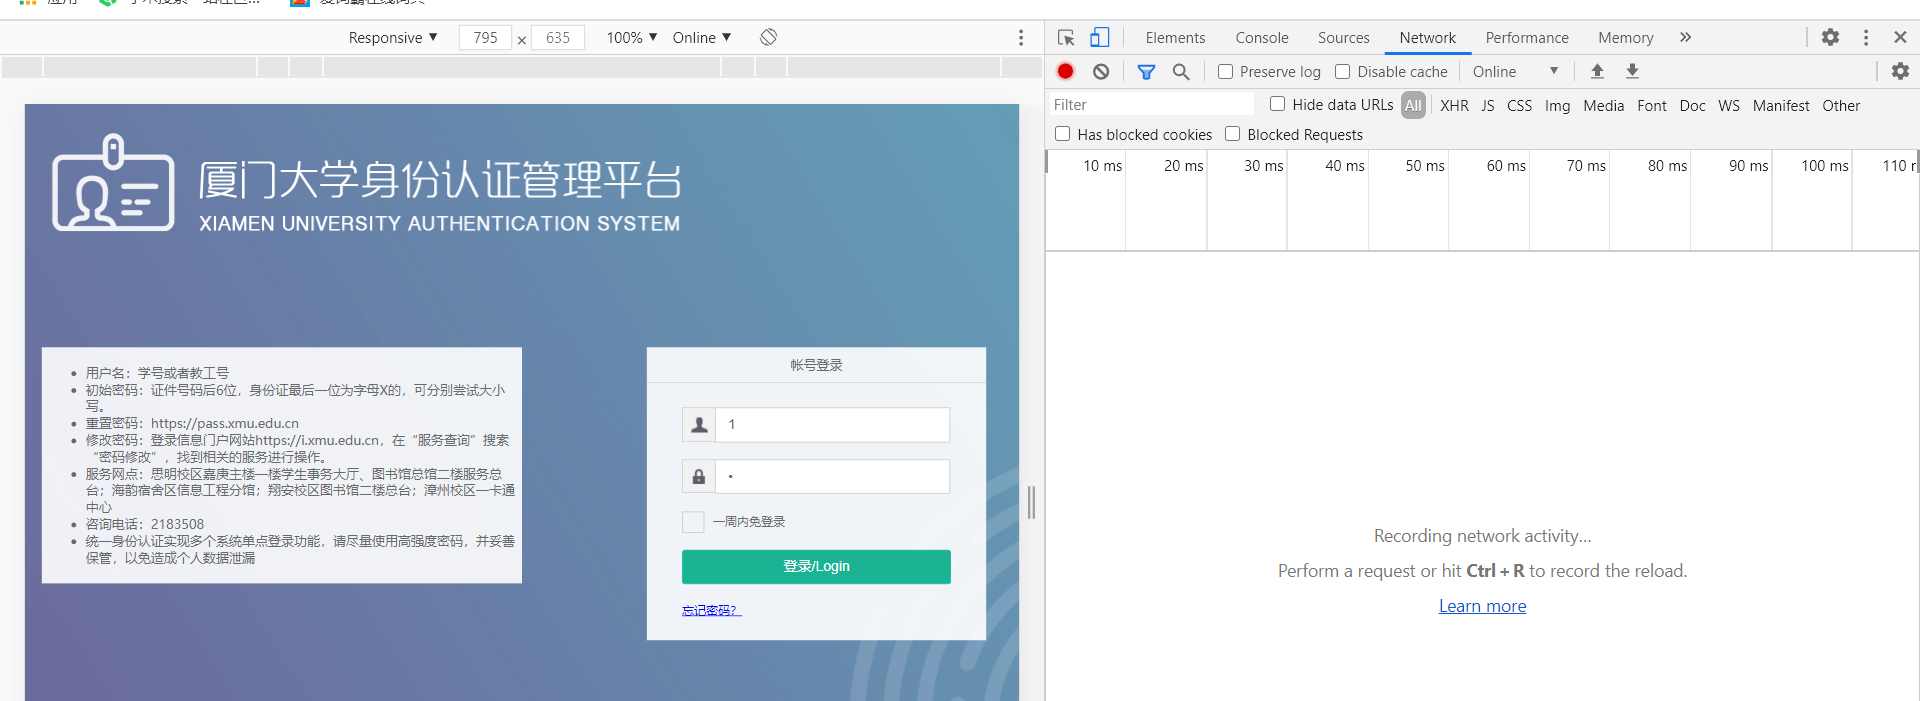 应用
Responsive ▼ 795 × 635 100% ▼ Online ▼
Elements Console Sources Network Performance Memory »
Preserve log Disable cache Online ▼
Filter Hide data URLs All XHR JS CSS Img Media Font Doc WS Manifest Other
Has blocked cookies Blocked Requests
10 ms 20 ms 30 ms 40 ms 50 ms 60 ms 70 ms 80 ms 90 ms 100 ms 110
厦门大学身份认证管理平台
XIAMEN UNIVERSITY AUTHENTICATION SYSTEM
用户名：学号或者教工号
初始密码：证件号码后6位，身份证最后一位为字母X的，可分别尝试大小
写。
重置密码：https://pass.xmu.edu.cn
修改密码：登录信息门户网站https://i.xmu.edu.cn，在“服务查询”搜索
“密码修改”，找到相关的服务进行操作。
服务网点：思明校区嘉庚主楼一楼学生事务大厅、图书馆总馆二楼服务总
台；海韵宿舍区信息工程分馆；翔安校区图书馆二楼总台；漳州校区一卡通
中心
咨询电话：2183508
统一身份认证实现多个系统单点登录功能，请尽量使用高强度密码，并妥善
保管，以免造成个人数据泄漏
帐号登录
1
•
一周内免登录
登录/Login
忘记密码？
Recording network activity…
Perform a request or hit Ctrl + R to record the reload.
Learn more